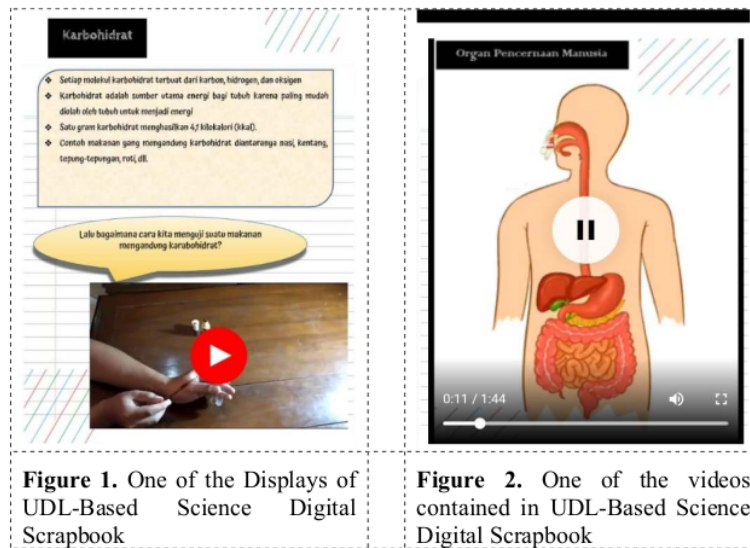 Karbohidrat
❖ Setiap molekul karbohidrat terbuat dari karbon, hidrogen, dan oksigen
❖ Karbohidrat adalah sumber utama energi bagi tubuh karena paling mudah
diolah oleh tubuh untuk menjadi energi
❖ Satu gram karbohidrat menghasilkan 4,1 kilokalori (kkal).
❖ Contoh makanan yang mengandung karbohidrat diantaranya nasi, kentang,
tepung-tepungan, roti, dll.
Lalu bagaimana cara kita menguji suatu makanan
mengandung karabohidrat?
Figure 1. One of the Displays of
UDL-Based Science Digital
Scrapbook
Organ Pencernaan Manusia
0:11 / 1:44
Figure 2. One of the videos
contained in UDL-Based Science
Digital Scrapbook